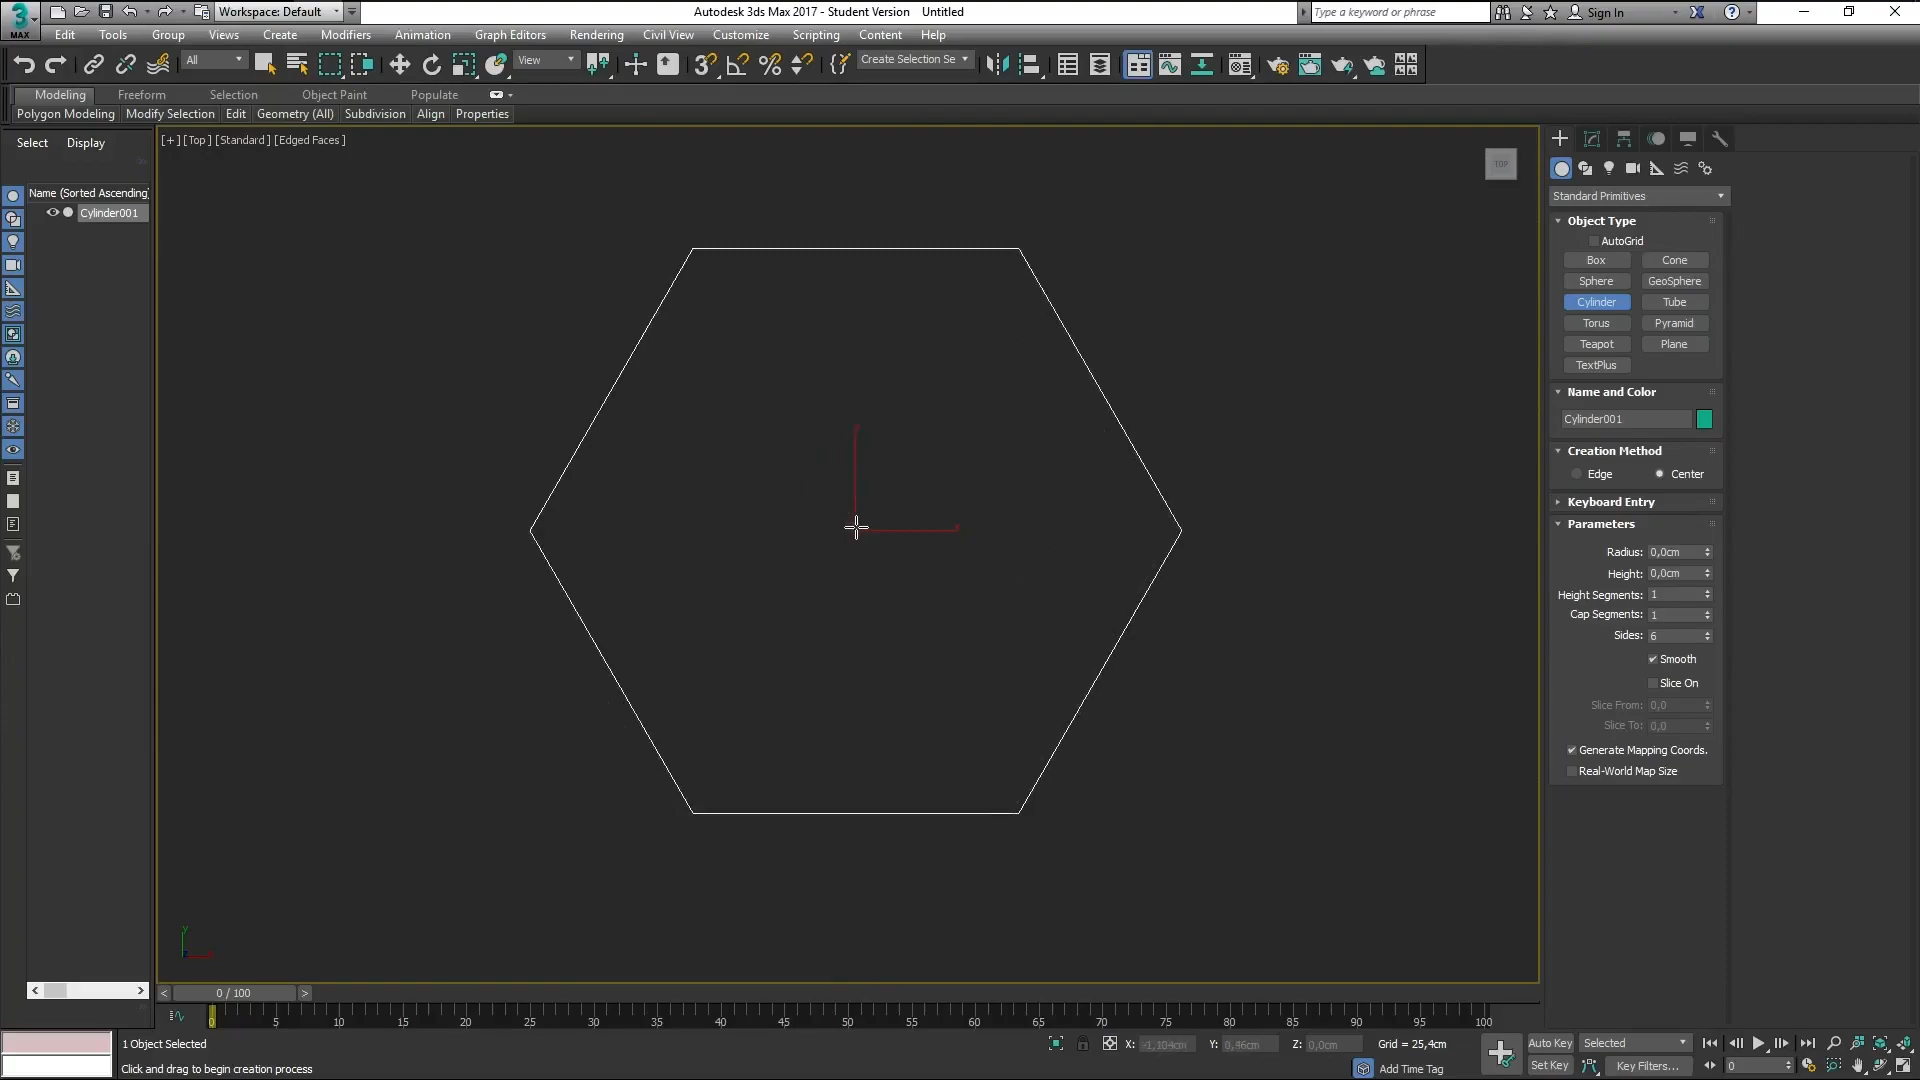 Workspace: Default
Autodesk 3ds Max 2017 - Student Version Untitled
Type a keyword or phrase
Sign In
MAX
Edit Tools Group Views Create Modifiers Animation Graph Editors Rendering Civil View Customize Scripting Content Help
All
View
Create Selection Se
Modeling Freeform Selection Object Paint Populate
Polygon Modeling Modify Selection Edit Geometry (All) Subdivision Align Properties
Select Display
[+] [Top] [Standard] [Edged Faces]
TOP
Name (Sorted Ascending)
Cylinder001
Standard Primitives
Object Type
AutoGrid
Box Cone
Sphere GeoSphere
Cylinder Tube
Torus Pyramid
Teapot Plane
TextPlus
Name and Color
Cylinder001
Creation Method
Edge Center
Keyboard Entry
Parameters
Radius: 0,0cm
Height: 0,0cm
Height Segments: 1
Cap Segments: 1
Sides: 6
Smooth
Slice On
Slice From: 0,0
Slice To: 0,0
Generate Mapping Coords.
Real-World Map Size
y
< 0 / 100 >
0 5 10 15 20 25 30 35 40 45 50 55 60 65 70 75 80 85 90 95 100
1 Object Selected
X: -1,104cm Y: 0,46cm Z: 0,0cm Grid = 25,4cm
Auto Key Selected
Click and drag to begin creation process
Add Time Tag
Set Key Key Filters... 0